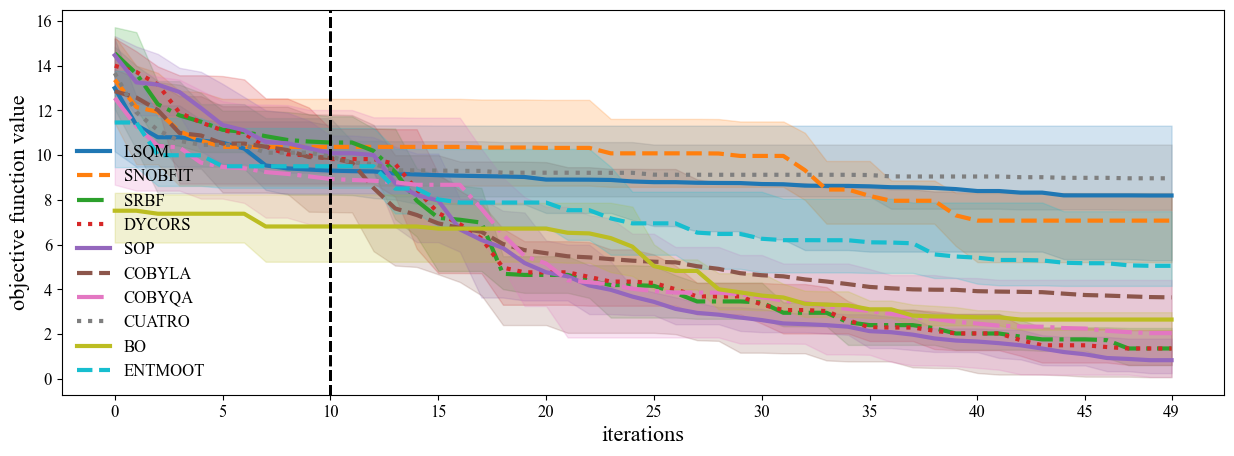 objective function value
16
14
12
10
8
6
4
2
0
LSQM
SNOBFIT
SRBF
DYCORS
SOP
COBYLA
COBYQA
CUATRO
BO
ENTMOOT
0 5 10 15 20 25 30 35 40 45 49
iterations